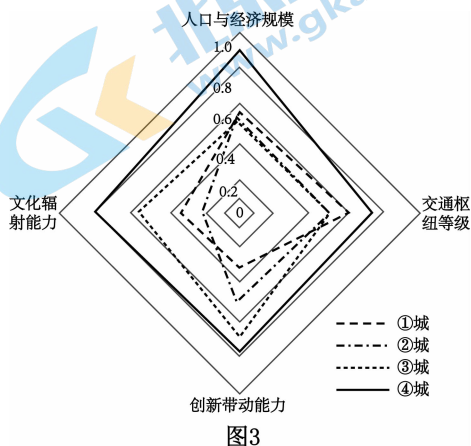 人口与经济规模
1.0
0.8
0.6
0.4
0.2
0
文化辐
射能力
交通枢
纽等级
创新带动能力
①城
②城
③城
④城
图3
www.gka